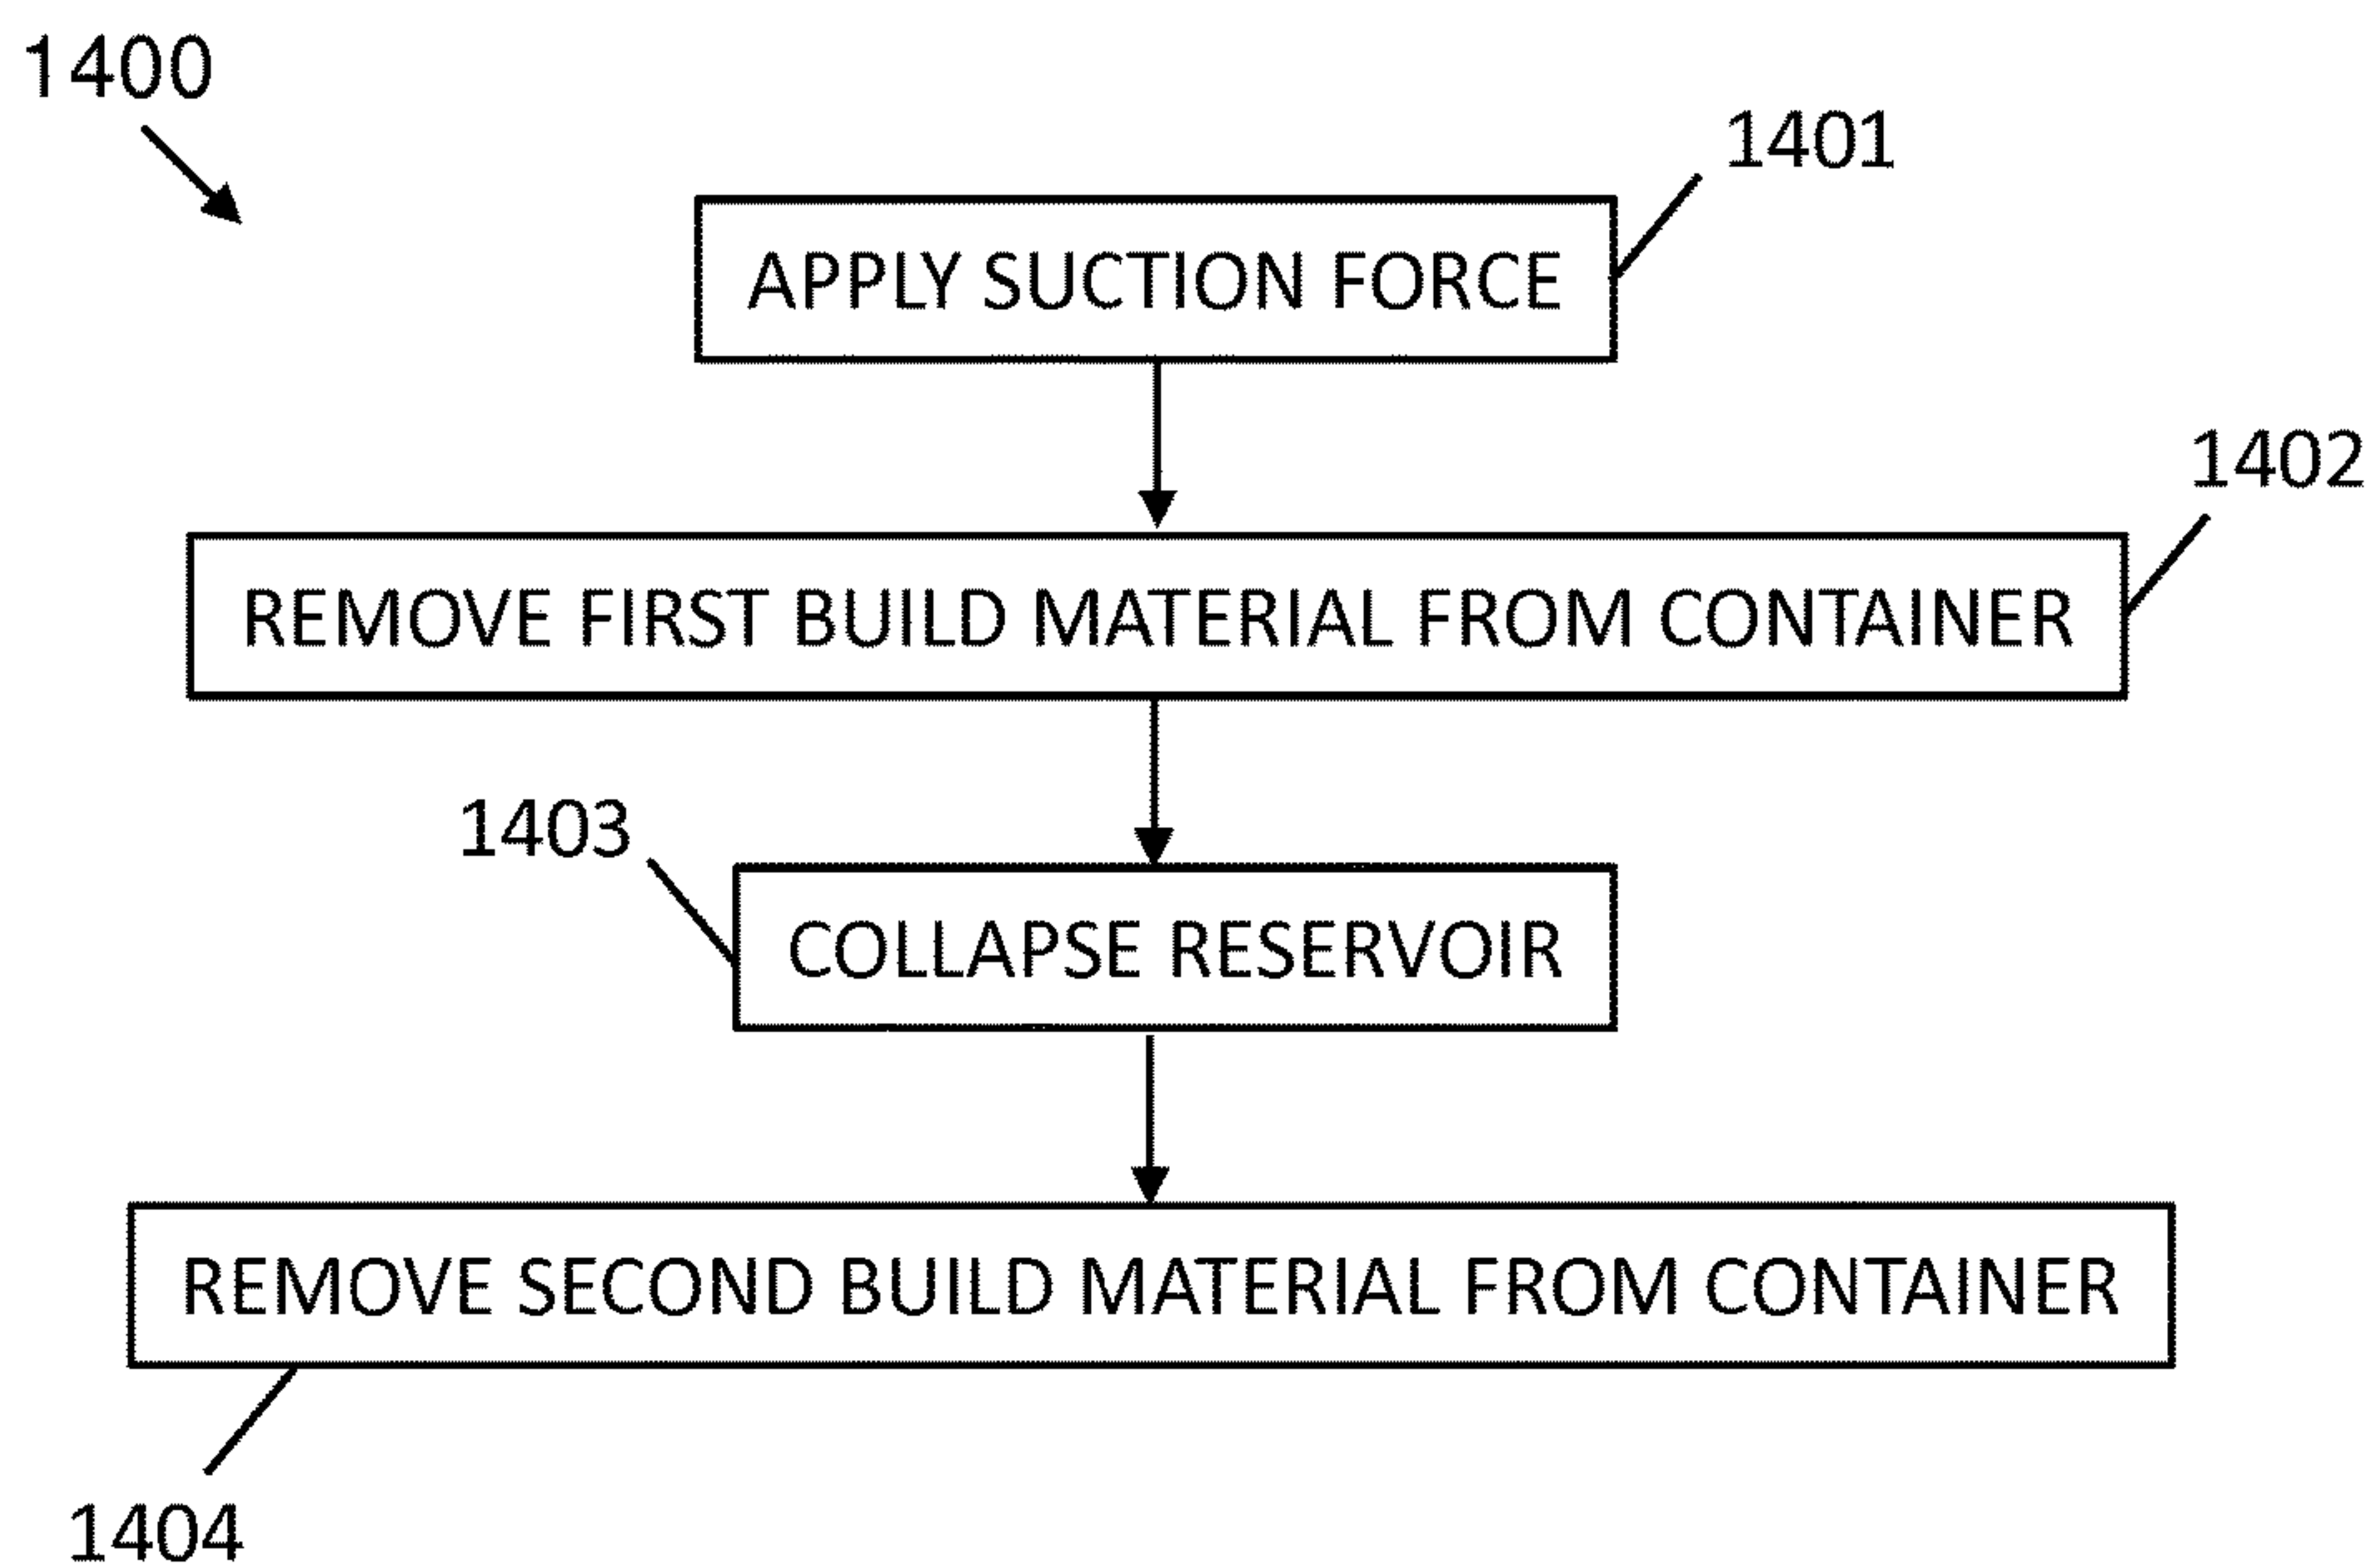 1400
1401
APPLY SUCTION FORCE
1402
REMOVE FIRST BUILD MATERIAL FROM CONTAINER
1403
COLLAPSE RESERVOIR
REMOVE SECOND BUILD MATERIAL FROM CONTAINER
1404